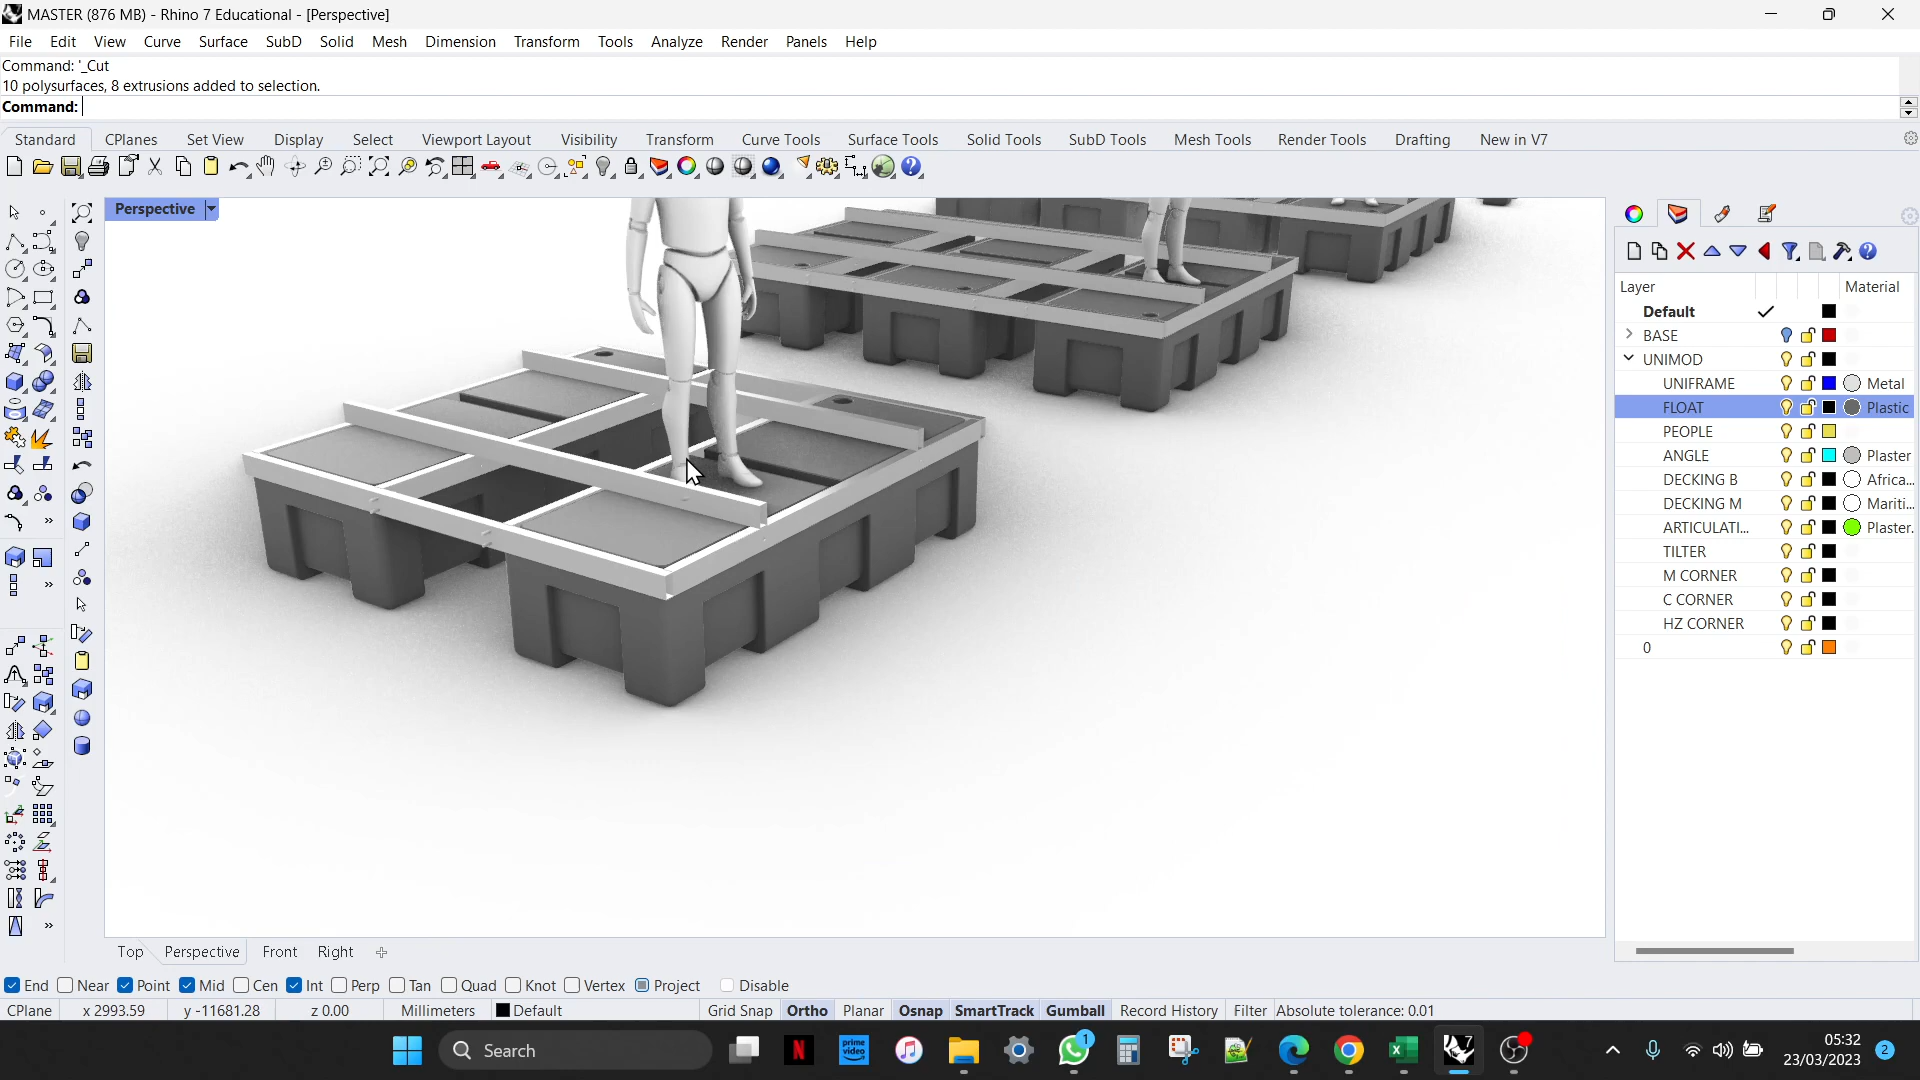 MASTER (876 MB) - Rhino 7 Educational - [Perspective]
File Edit View Curve Surface SubD Solid Mesh Dimension Transform Tools Analyze Render Panels Help
Command: '_Cut
10 polysurfaces, 8 extrusions added to selection.
Command:
Standard CPlanes Set View Display Select Viewport Layout Visibility Transform Curve Tools Surface Tools Solid Tools SubD Tools Mesh Tools Render Tools Drafting New in V7
Perspective
Layer Material
Default
BASE
UNIMOD
UNIFRAME Metal
FLOAT Plastic
PEOPLE
ANGLE Plaster
DECKING B Africa...
DECKING M Mariti...
ARTICULATI... Plaster.
TILTER
M CORNER
C CORNER
HZ CORNER
0
Top Perspective Front Right
End Near Point Mid Cen Int Perp Tan Quad Knot Vertex Project Disable
CPlane x 2993.59 y -11681.28 z 0.00 Millimeters Default Grid Snap Ortho Planar Osnap SmartTrack Gumball Record History Filter Absolute tolerance: 0.01
Search N prime video 1 7 05:32
23/03/2023 2